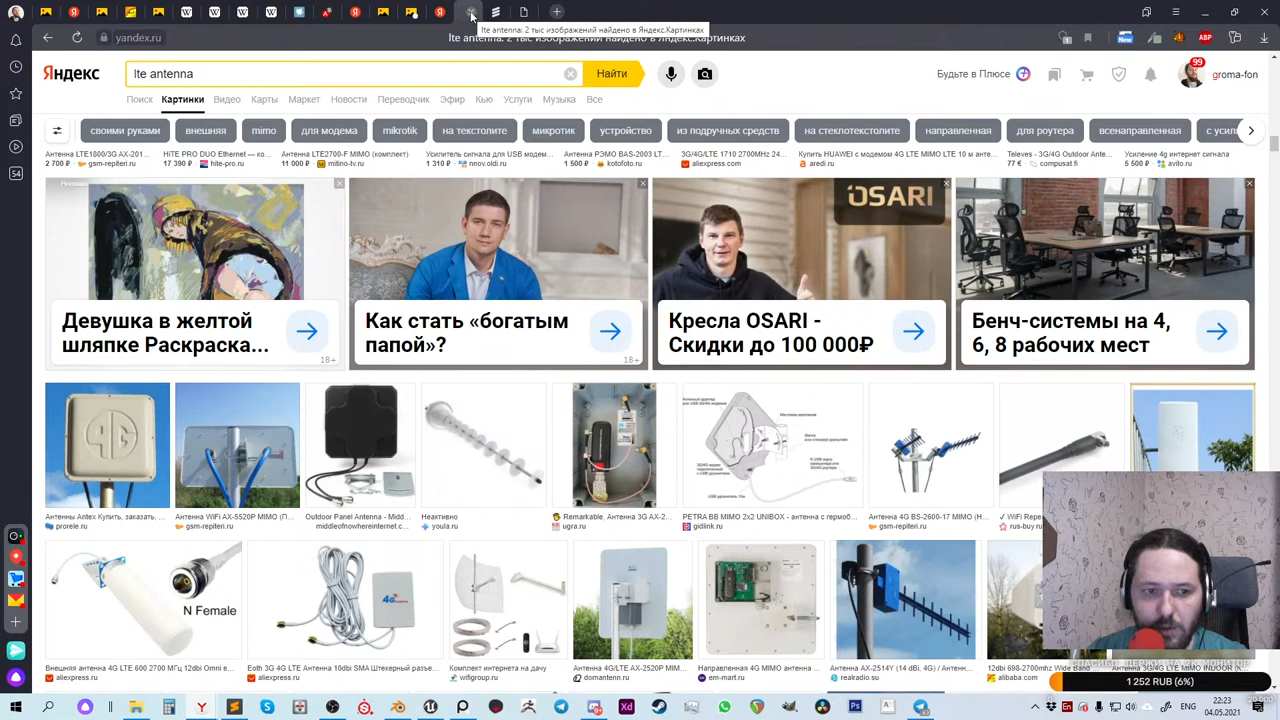 lte antenna: 2 тыс изображений найдено в Яндекс.Картинках
yandex.ru
lte antenna: 2 тыс изображений найдено в Яндекс.Картинках
New
ABP
Яндекс
lte antenna
Найти
Будьте в Плюсе
99
groma-fon
Поиск Картинки Видео Карты Маркет Новости Переводчик Эфир Кью Услуги Музыка Все
своими руками внешняя mimo для модема mikrotik на текстолите микротик устройство из подручных средств на стеклотекстолите направленная для роутера всенаправленная с усил
Антенна LTE1800/3G AX-201...
2 700 ₽ · gsm-repiteri.ru
HiTE PRO DUO Ethernet — ко...
17 390 ₽ · hite-pro.ru
Антенна LTE2700-F MIMO (комплект)
11 000 ₽ · mitino-tv.ru
Усилитель сигнала для USB модем...
1 310 ₽ · nnov.oldi.ru
Антенна РЭМО BAS-2003 LT...
1 500 ₽ · kotofoto.ru
3G/4G/LTE 1710 2700MHz 24...
aliexpress.com
Купить HUAWEI с модемом 4G LTE MIMO LTE 10 м анте...
aredi.ru
Televes - 3G/4G Outdoor Ante...
77 € · compusat.fi
Усиление 4g интернет сигнала
5 500 ₽ · avito.ru
Реклама
ÖSARI
Девушка в желтой
шляпке Раскраска...
18+
Как стать «богатым
папой»?
18+
Кресла OSARI -
Скидки до 100 000₽
Бенч-системы на 4,
6, 8 рабочих мест
Антенны Antex Купить, заказать, ...
prorele.ru
Антенна WiFi AX-5520P MIMO (П...
gsm-repiteri.ru
Outdoor Panel Antenna - Midd...
middleofnowhereinternet.c...
Неактивно
youla.ru
Remarkable, Антенна 3G AX-2...
ugra.ru
PETRA BB MIMO 2x2 UNIBOX - антенна с гермоб...
gidlink.ru
Антенна 4G BS-2600-17 MIMO (Н...
gsm-repiteri.ru
✓ WiFi Repe
rus-buy.ru
N Female
4G
Внешняя антенна 4G LTE 600 2700 МГц 12dbi Omni в...
aliexpress.ru
Eoth 3G 4G LTE Антенна 10dbi SMA Штекерный разъе...
aliexpress.ru
Комплект интернета на дачу
wifigroup.ru
Антенна 4G/LTE AX-2520P MIM...
domantenn.ru
Направленная 4G MIMO антенна ...
em-mart.ru
Антенна AX-2514Y (14 dBi, 4G) / Антенн...
realradio.su
12dbi 698-2700mhz Wide Band
alibaba.com
Антенна 3G/4G LTE MIMO INDOOR (К
1 252 RUB (6%)
22:23
04.05.2021